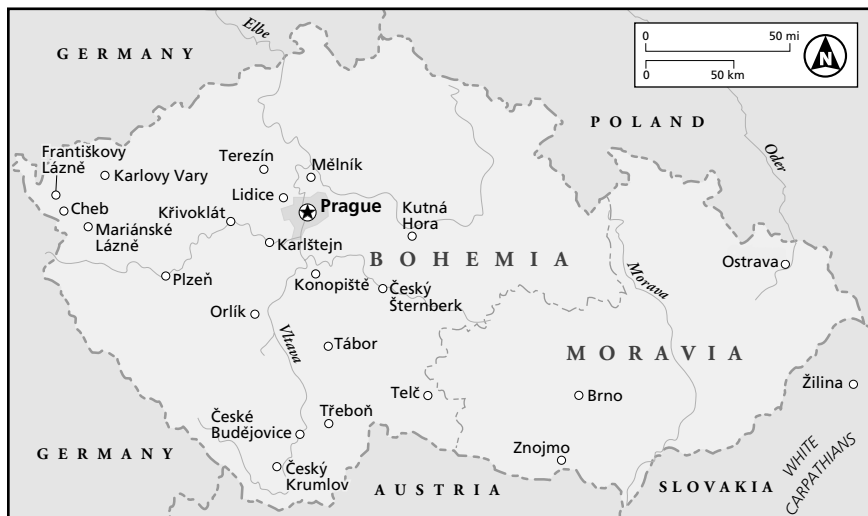 Elbe
GERMANY
0 50 mi
0 50 km
N
POLAND
Oder
Františkovy
Lázně
Karlovy Vary
Terezín
Mělník
Lidice
Cheb
Mariánské
Lázně
Křivoklát
Prague
Kutná
Hora
Karlštejn
BOHEMIA
Plzeň
Konopiště
Český
Šternberk
Morava
Ostrava
Orlík
Vltava
Tábor
MORAVIA
Telč
Brno
Žilina
České
Budějovice
Třeboň
Znojmo
GERMANY
Český
Krumlov
AUSTRIA
SLOVAKIA
WHITE
CARPATHIANS